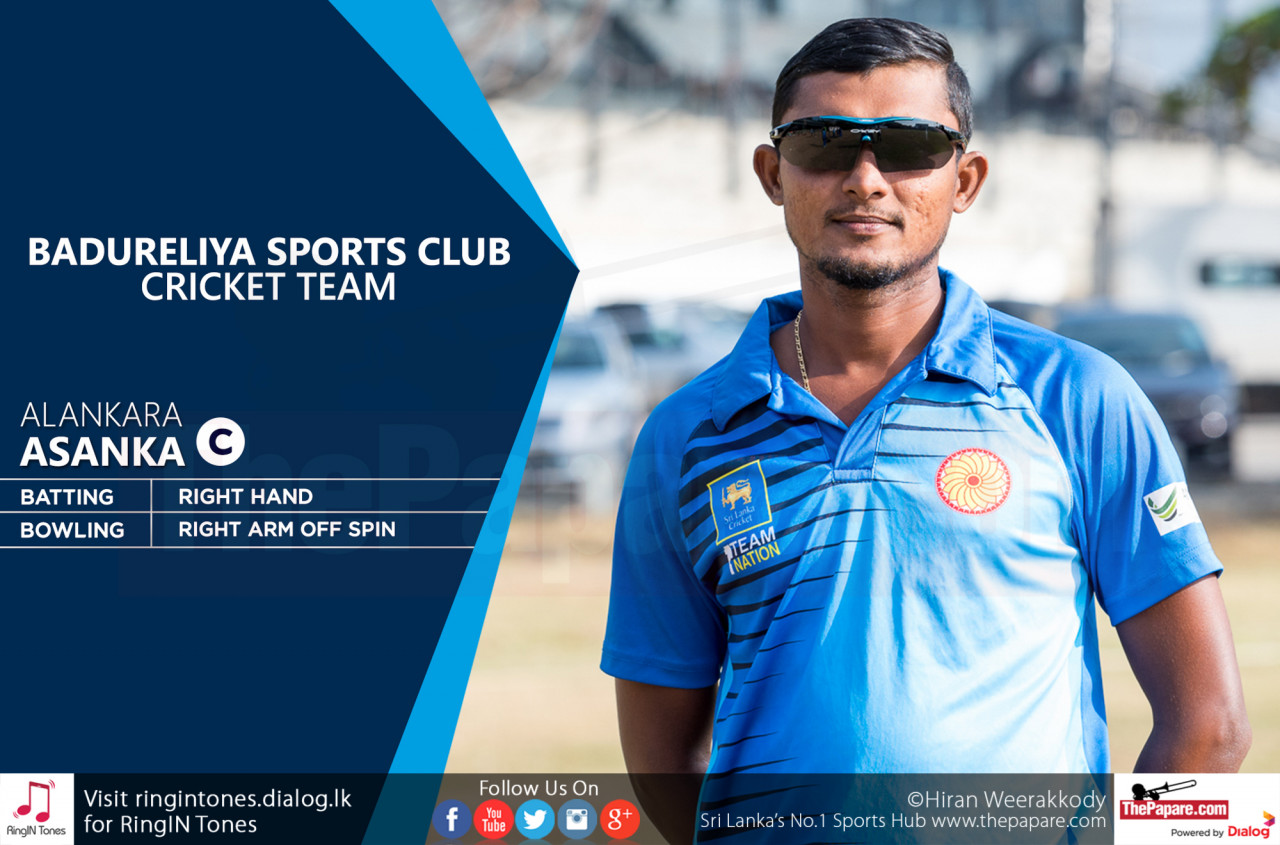 BADURELIYA SPORTS CLUB
CRICKET TEAM
ALANKARA
ASANKA C
BATTING RIGHT HAND
BOWLING RIGHT ARM OFF SPIN
Sri Lanka
Cricket
TEAM
NATION
RingIN Tones
Visit ringintones.dialog.lk
for RingIN Tones
Follow Us On
f
You
Tube
g+
©Hiran Weerakkody
Sri Lanka's No.1 Sports Hub www.thepapare.com
ThePapare.com
Powered by Dialog